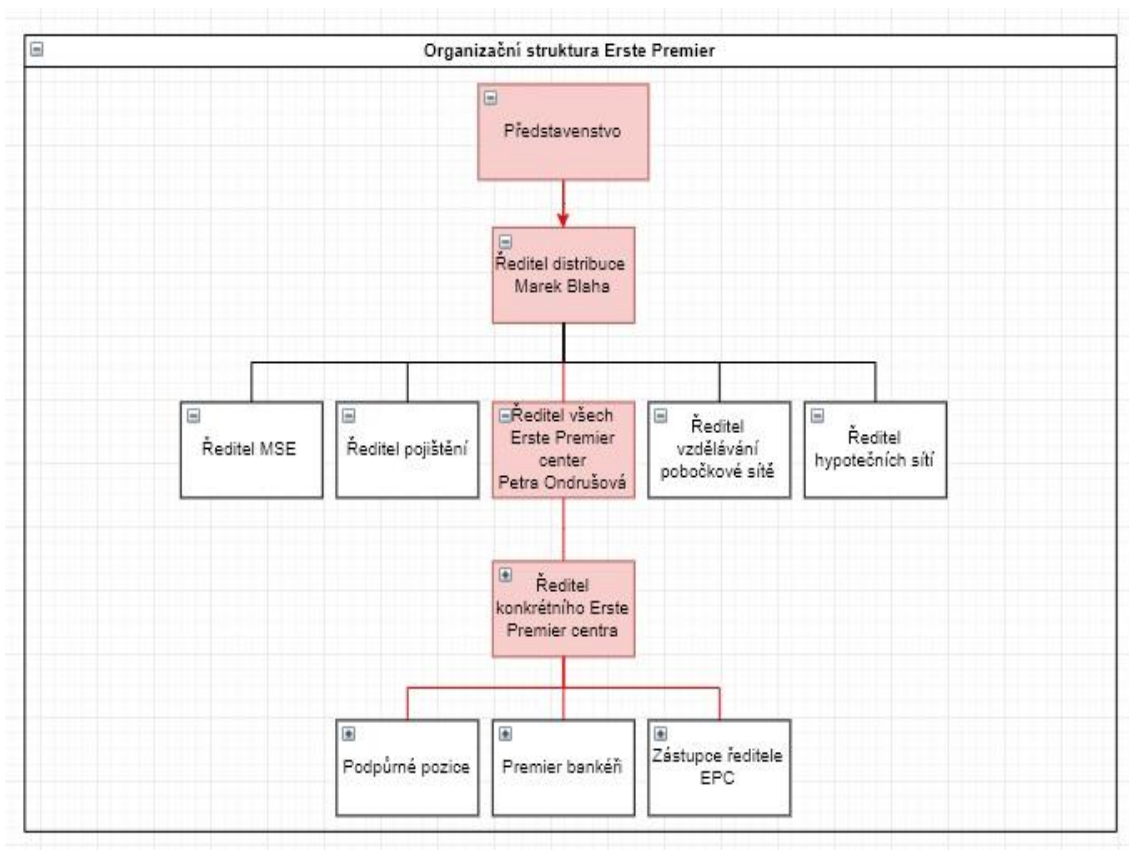 Organizační struktura Erste Premier
Představenstvo
Ředitel distribuce
Marek Blaha
Ředitel MSE
Ředitel pojištění
Ředitel všech
Erste Premier
center
Petra Ondrušová
Ředitel
vzdělávání
pobočkové sítě
Ředitel
hypotečních sítí
Ředitel
konkrétního Erste
Premier centra
Podpůrné pozice
Premier bankéři
Zástupce ředitele
EPC